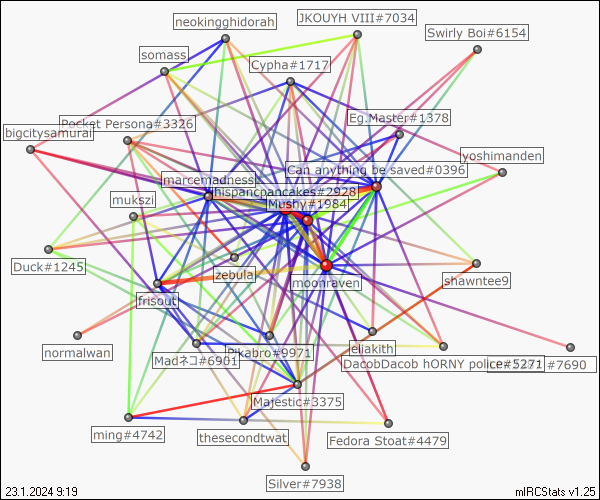 neokingghidorah
JKOUYH VIII#7034
Swirly Boi#6154
somass
Cypha#1717
Eg.Master#1378
Pocket Persona#3326
bigcitysamurai
yoshimanden
Can anything be saved#0396
marcemadness
hispancpancakes#2928
mukszi
Mushy#1984
Duck#1245
zebula
moonraven
shawntee9
frisout
normalwan
Madネコ#6901
Pikabro#9971
eliakith
DacobDacob hORNY police#5271
#7690
Majestic#3375
ming#4742
thesecondtwat
Fedora Stoat#4479
Silver#7938
23.1.2024 9:19
mIRCStats v1.25